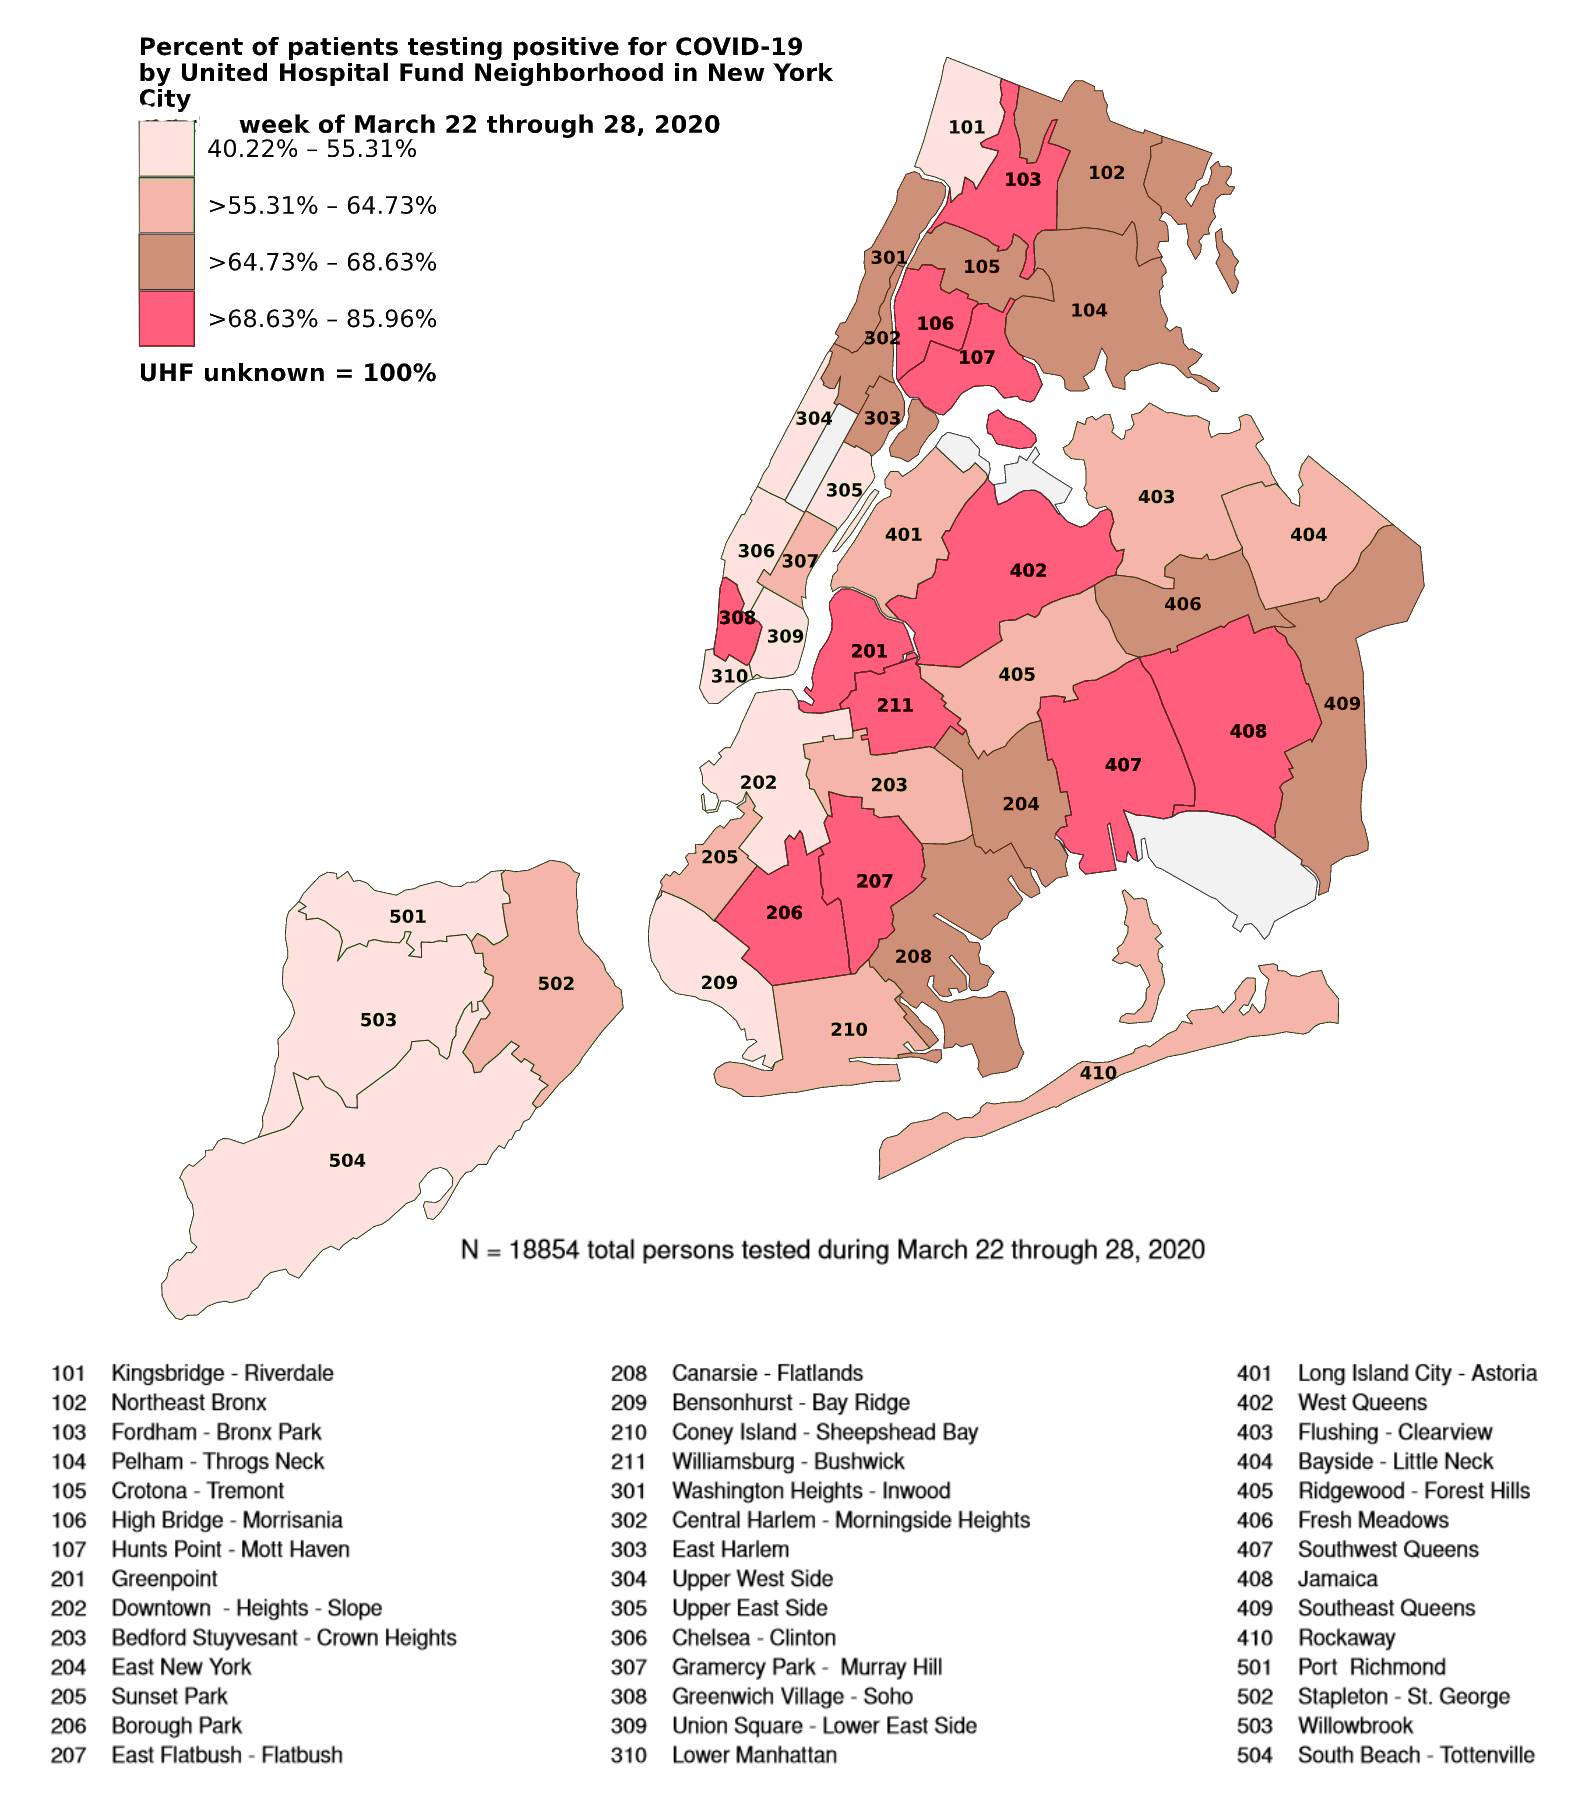 Percent of patients testing positive for COVID-19
by United Hospital Fund Neighborhood in New York
City
week of March 22 through 28, 2020
40.22% – 55.31%
>55.31% – 64.73%
>64.73% – 68.63%
>68.63% – 85.96%
UHF unknown = 100%
101
102
103
301
105
104
106
302
107
304
303
305
403
401
404
306
307
402
406
308
309
201
310
405
211
409
408
407
202
203
204
205
207
206
501
208
209
502
503
210
410
504
N = 18854 total persons tested during March 22 through 28, 2020
101 Kingsbridge - Riverdale
102 Northeast Bronx
103 Fordham - Bronx Park
104 Pelham - Throgs Neck
105 Crotona - Tremont
106 High Bridge - Morrisania
107 Hunts Point - Mott Haven
201 Greenpoint
202 Downtown - Heights - Slope
203 Bedford Stuyvesant - Crown Heights
204 East New York
205 Sunset Park
206 Borough Park
207 East Flatbush - Flatbush
208 Canarsie - Flatlands
209 Bensonhurst - Bay Ridge
210 Coney Island - Sheepshead Bay
211 Williamsburg - Bushwick
301 Washington Heights - Inwood
302 Central Harlem - Morningside Heights
303 East Harlem
304 Upper West Side
305 Upper East Side
306 Chelsea - Clinton
307 Gramercy Park - Murray Hill
308 Greenwich Village - Soho
309 Union Square - Lower East Side
310 Lower Manhattan
401 Long Island City - Astoria
402 West Queens
403 Flushing - Clearview
404 Bayside - Little Neck
405 Ridgewood - Forest Hills
406 Fresh Meadows
407 Southwest Queens
408 Jamaica
409 Southeast Queens
410 Rockaway
501 Port Richmond
502 Stapleton - St. George
503 Willowbrook
504 South Beach - Tottenville